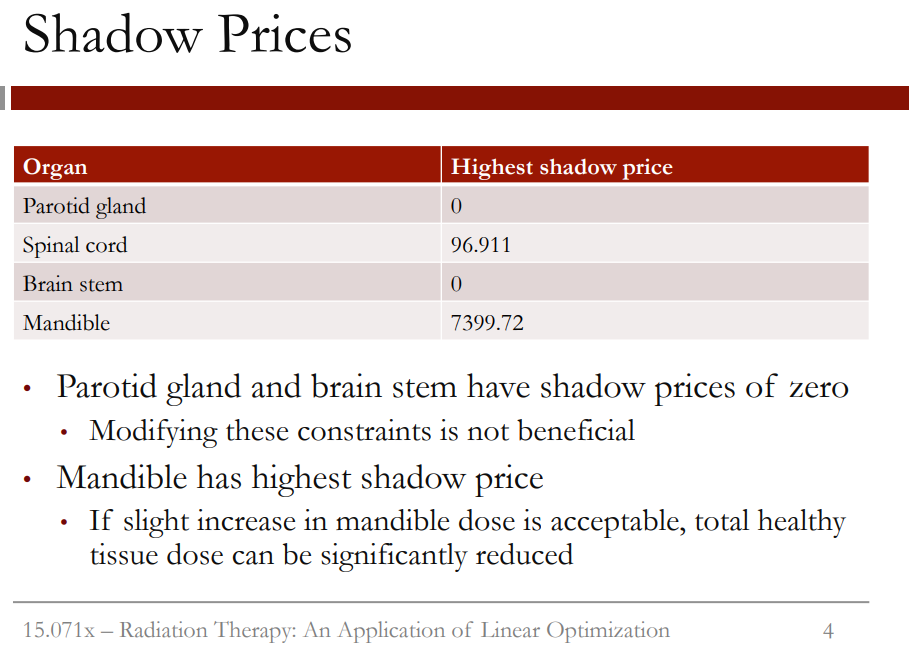 Shadow Prices
Organ Highest shadow price
Parotid gland 0
Spinal cord 96.911
Brain stem 0
Mandible 7399.72
• Parotid gland and brain stem have shadow prices of zero
• Modifying these constraints is not beneficial
• Mandible has highest shadow price
• If slight increase in mandible dose is acceptable, total healthy
tissue dose can be significantly reduced
15.071x – Radiation Therapy: An Application of Linear Optimization 4